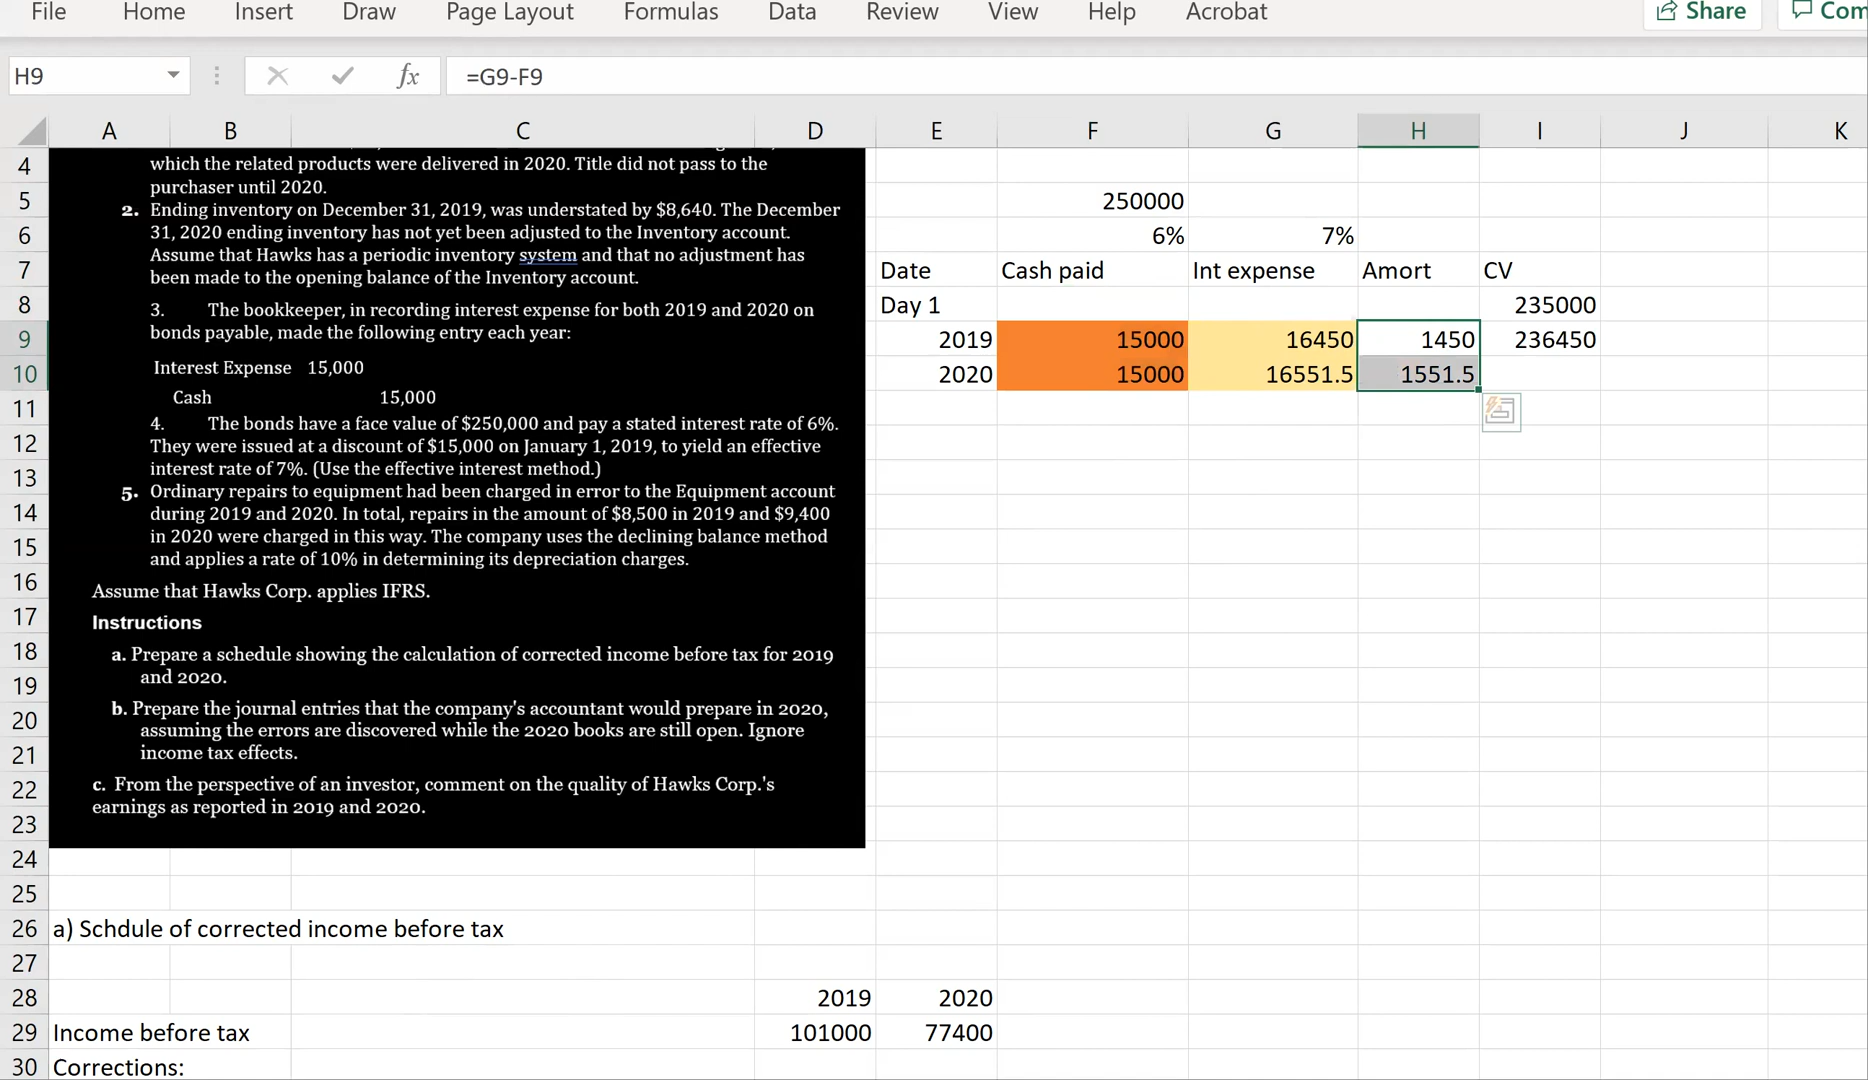 File Home Insert Draw Page Layout Formulas Data Review View Help Acrobat Share Com
H9 fx =G9-F9
A B C D E F G H I J K
4
5 250000
6 6% 7%
7 Date Cash paid Int expense Amort CV
8 Day 1 235000
9 2019 15000 16450 1450 236450
10 2020 15000 16551.5 1551.5
11
12
13
14
15
16
17
18
19
20
21
22
23
which the related products were delivered in 2020. Title did not pass to the
purchaser until 2020.
2. Ending inventory on December 31, 2019, was understated by $8,640. The December
31, 2020 ending inventory has not yet been adjusted to the Inventory account.
Assume that Hawks has a periodic inventory system and that no adjustment has
been made to the opening balance of the Inventory account.
3. The bookkeeper, in recording interest expense for both 2019 and 2020 on
bonds payable, made the following entry each year:
Interest Expense 15,000
Cash 15,000
4. The bonds have a face value of $250,000 and pay a stated interest rate of 6%.
They were issued at a discount of $15,000 on January 1, 2019, to yield an effective
interest rate of 7%. (Use the effective interest method.)
5. Ordinary repairs to equipment had been charged in error to the Equipment account
during 2019 and 2020. In total, repairs in the amount of $8,500 in 2019 and $9,400
in 2020 were charged in this way. The company uses the declining balance method
and applies a rate of 10% in determining its depreciation charges.
Assume that Hawks Corp. applies IFRS.
Instructions
a. Prepare a schedule showing the calculation of corrected income before tax for 2019
and 2020.
b. Prepare the journal entries that the company's accountant would prepare in 2020,
assuming the errors are discovered while the 2020 books are still open. Ignore
income tax effects.
c. From the perspective of an investor, comment on the quality of Hawks Corp.'s
earnings as reported in 2019 and 2020.
24
25
26 a) Schdule of corrected income before tax
27
28 2019 2020
29 Income before tax 101000 77400
30 Corrections: